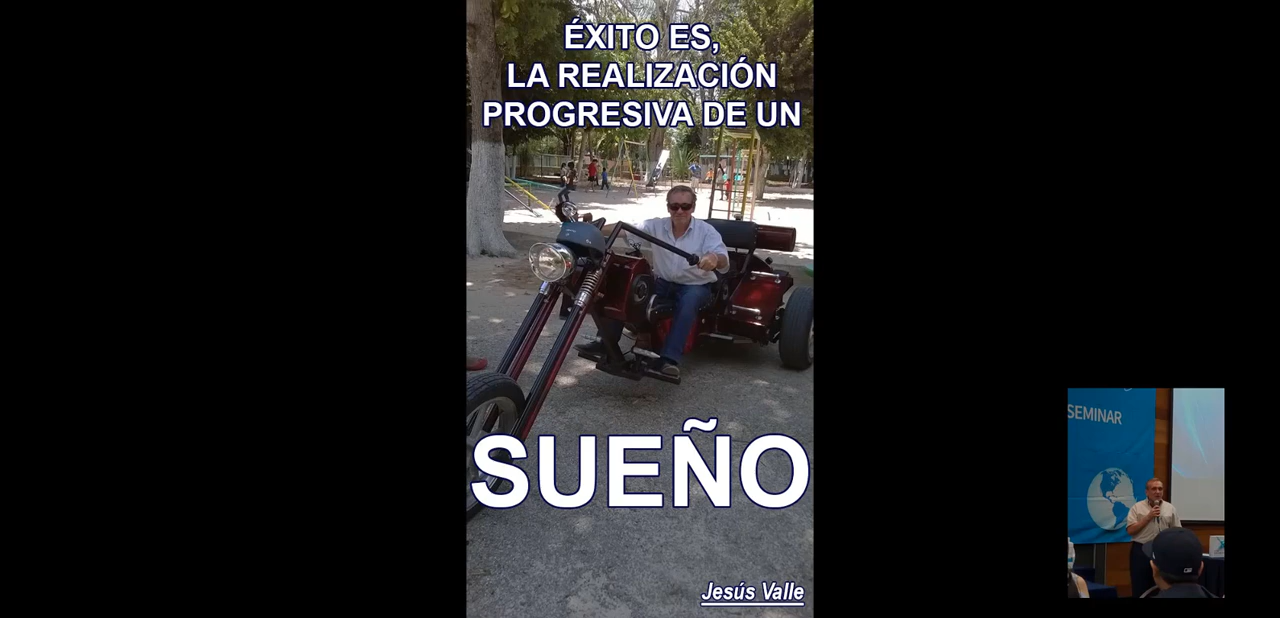 ÉXITO ES,
LA REALIZACIÓN
PROGRESIVA DE UN
SUEÑO
Jesús Valle
SEMINAR